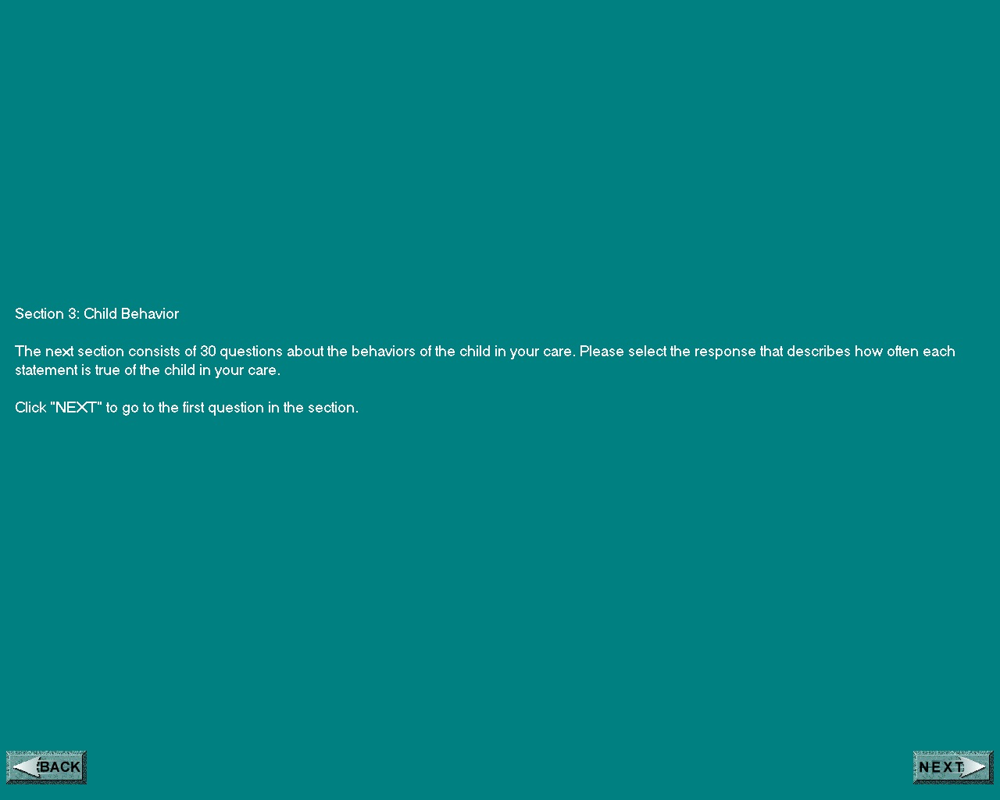 Section 3: Child Behavior
The next section consists of 30 questions about the behaviors of the child in your care. Please select the response that describes how often each
statement is true of the child in your care.
Click "NEXT" to go to the first question in the section.
BACK
NEXT